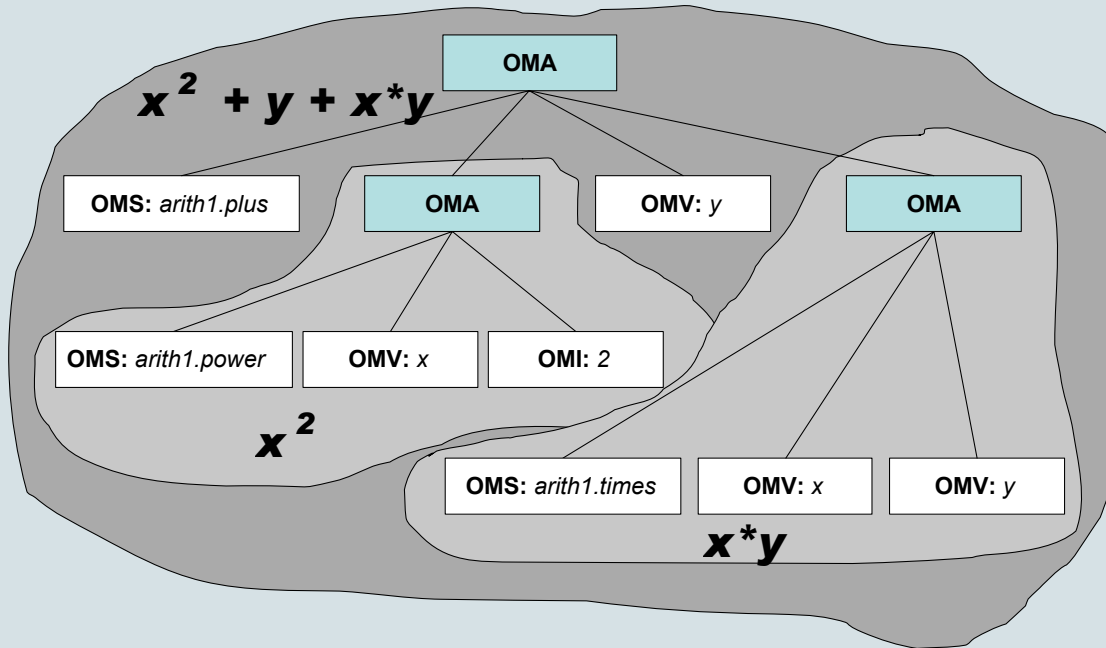 OMA
x² + y + x*y
OMS: arith1.plus
OMA
OMV: y
OMA
OMS: arith1.power
OMV: x
OMI: 2
x²
OMS: arith1.times
OMV: x
OMV: y
x*y